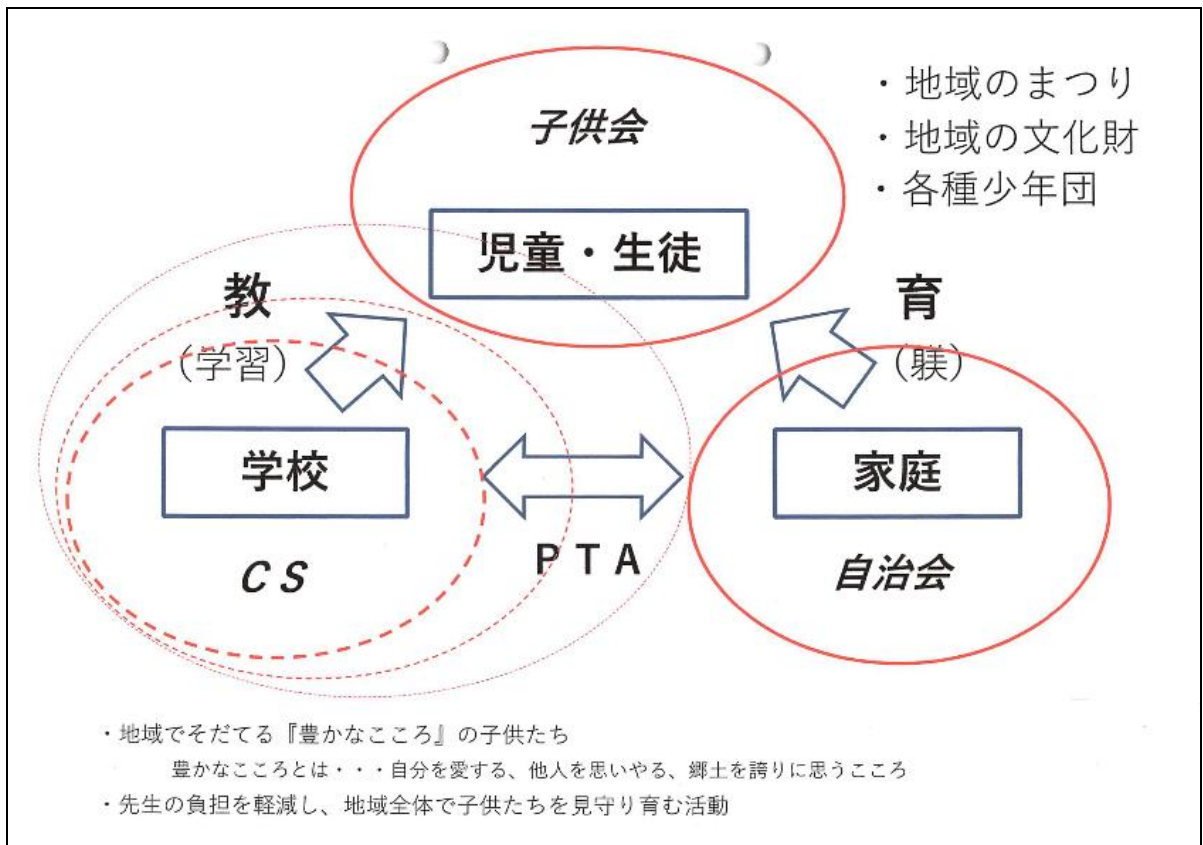 子供会
・地域のまつり
・地域の文化財
・各種少年団
児童・生徒
教
(学習)
育
(躾)
学校
家庭
CS
PTA
自治会
・地域でそだてる『豊かなこころ』の子供たち
豊かなこころとは・・・自分を愛する、他人を思いやる、郷土を誇りに思うこころ
・先生の負担を軽減し、地域全体で子供たちを見守り育む活動